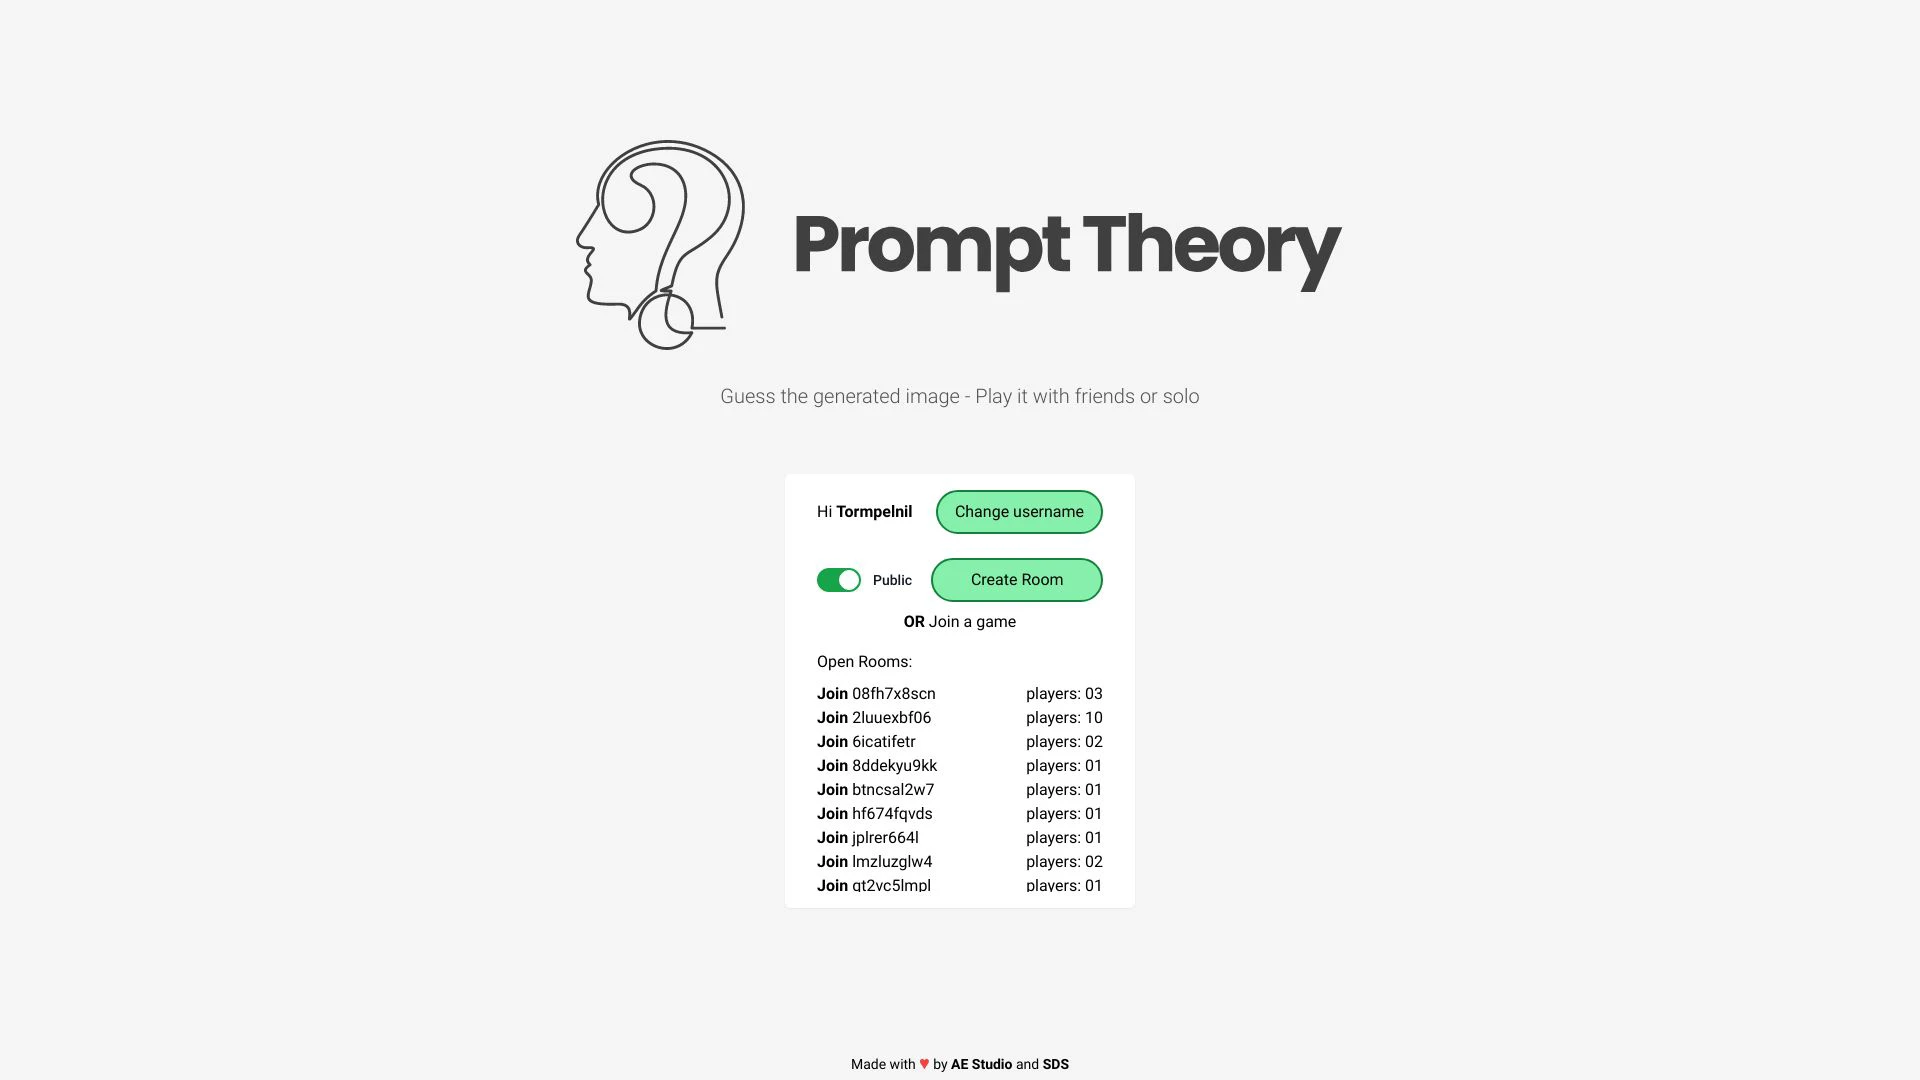 Prompt Theory
Guess the generated image - Play it with friends or solo
Hi Tormpelnil
Change username
Public
Create Room
OR Join a game
Open Rooms:
Join 08fh7x8scn players: 03
Join 2luuexbf06 players: 10
Join 6icatifetr players: 02
Join 8ddekyu9kk players: 01
Join btncsal2w7 players: 01
Join hf674fqvds players: 01
Join jplrer664l players: 01
Join lmzluzglw4 players: 02
Join players: 01
Made with ♥ by AE Studio and SDS